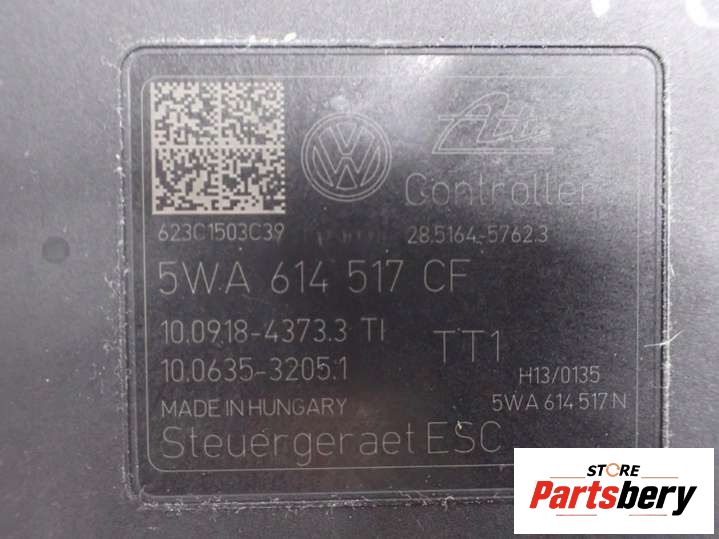 Ate
Controller
623C1503C39
28.5164-5762.3
5WA 614 517 CF
10.0918-4373.3 TI
10.0635-3205.1
TT1
H13/0135
MADE IN HUNGARY
5WA 614 517 N
Steuergeraet ESC
STORE
Partsbery